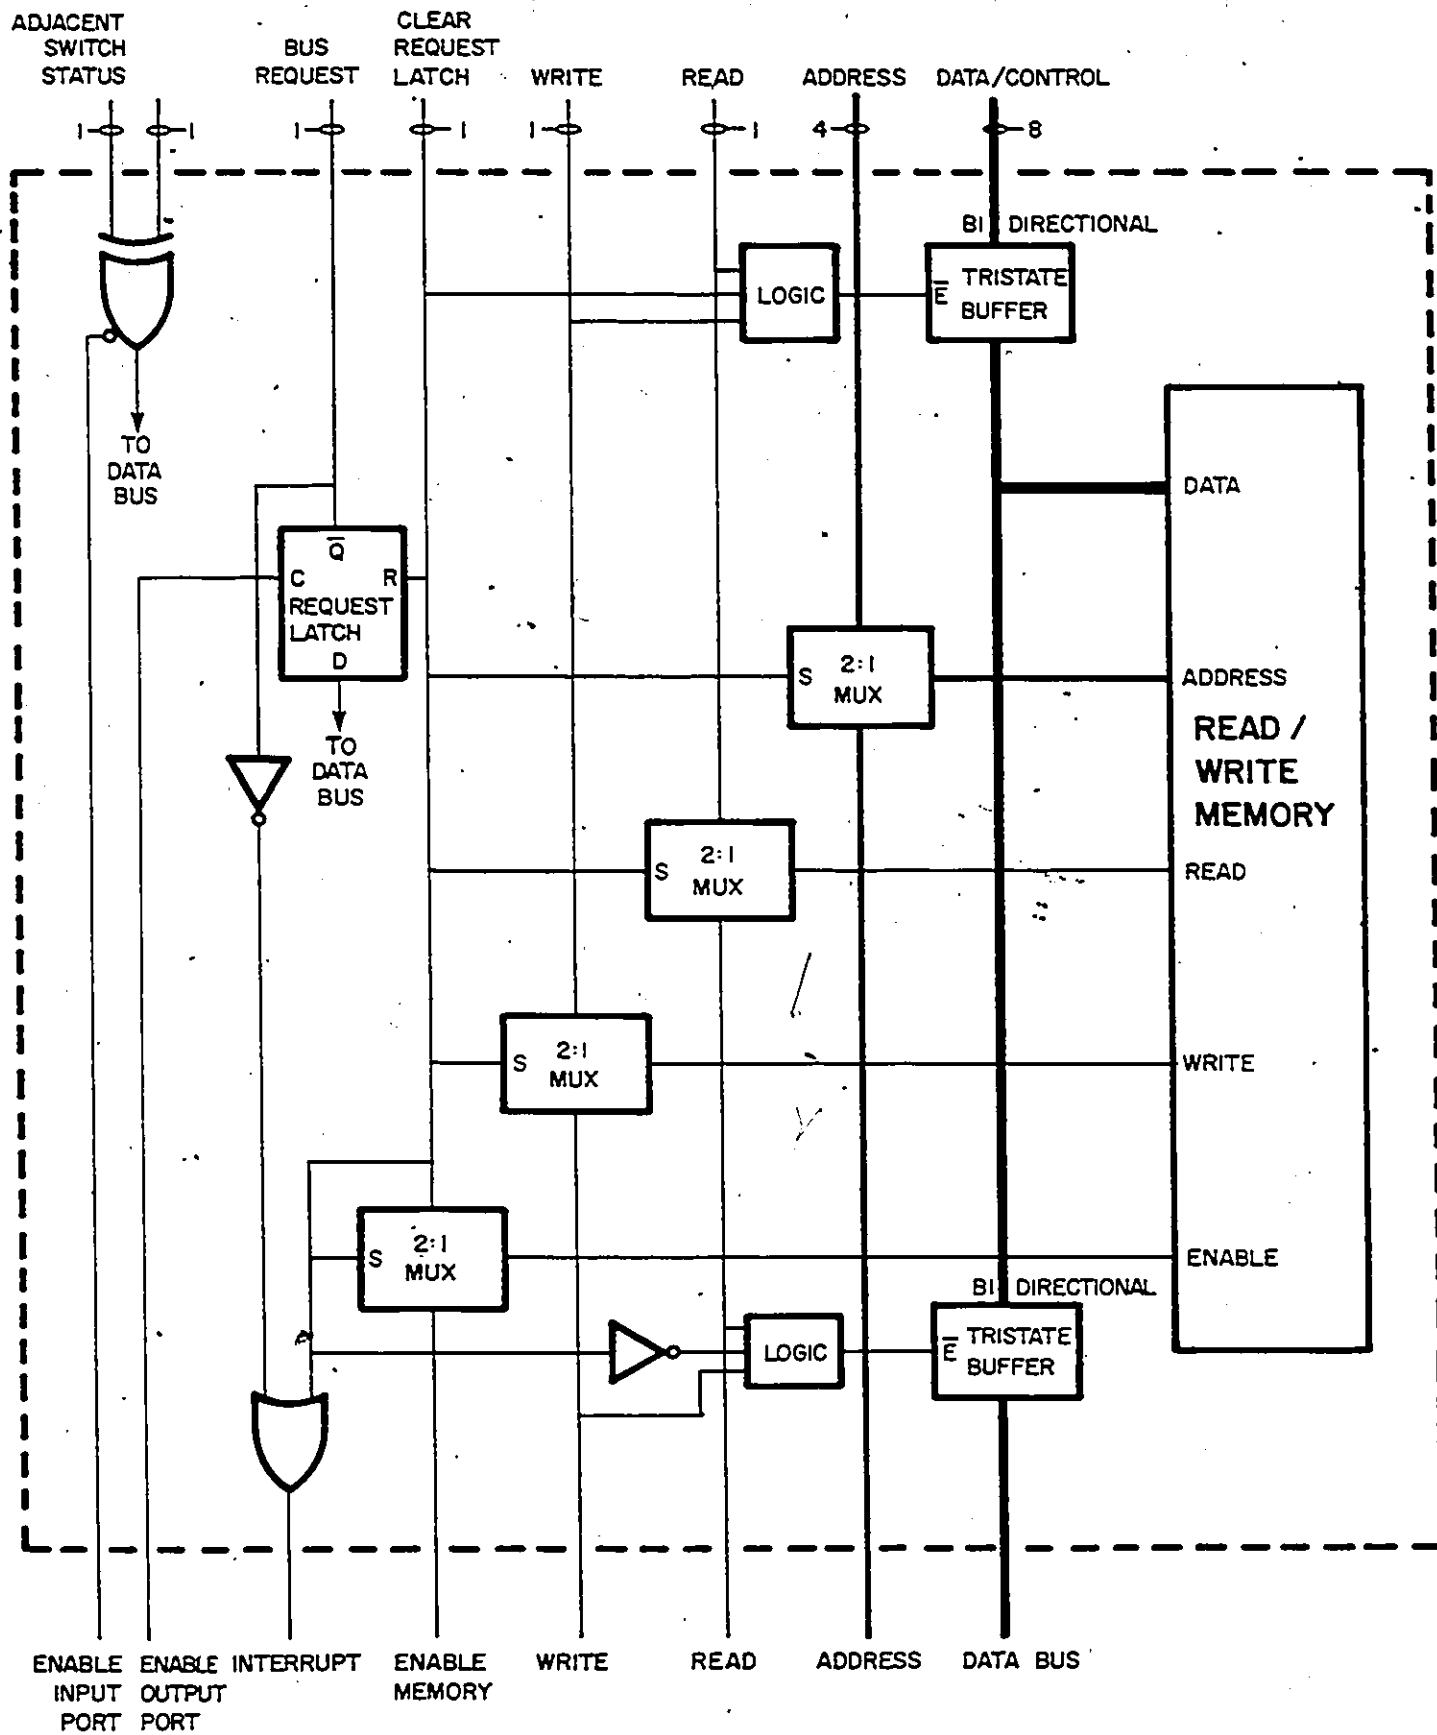 ADJACENT
SWITCH
STATUS
BUS
REQUEST
CLEAR
REQUEST
LATCH
WRITE
READ
ADDRESS
DATA/CONTROL
1
1
1
1
1
1
4
8
BI DIRECTIONAL
LOGIC
E̅ TRISTATE
BUFFER
TO
DATA
BUS
DATA
Q̅
C R
REQUEST
LATCH
D
TO
DATA
BUS
S 2:1
MUX
ADDRESS
READ /
WRITE
MEMORY
S 2:1
MUX
READ
S 2:1
MUX
WRITE
S 2:1
MUX
ENABLE
BI DIRECTIONAL
LOGIC
E̅ TRISTATE
BUFFER
ENABLE
INPUT
PORT
ENABLE
OUTPUT
PORT
INTERRUPT
ENABLE
MEMORY
WRITE
READ
ADDRESS
DATA BUS